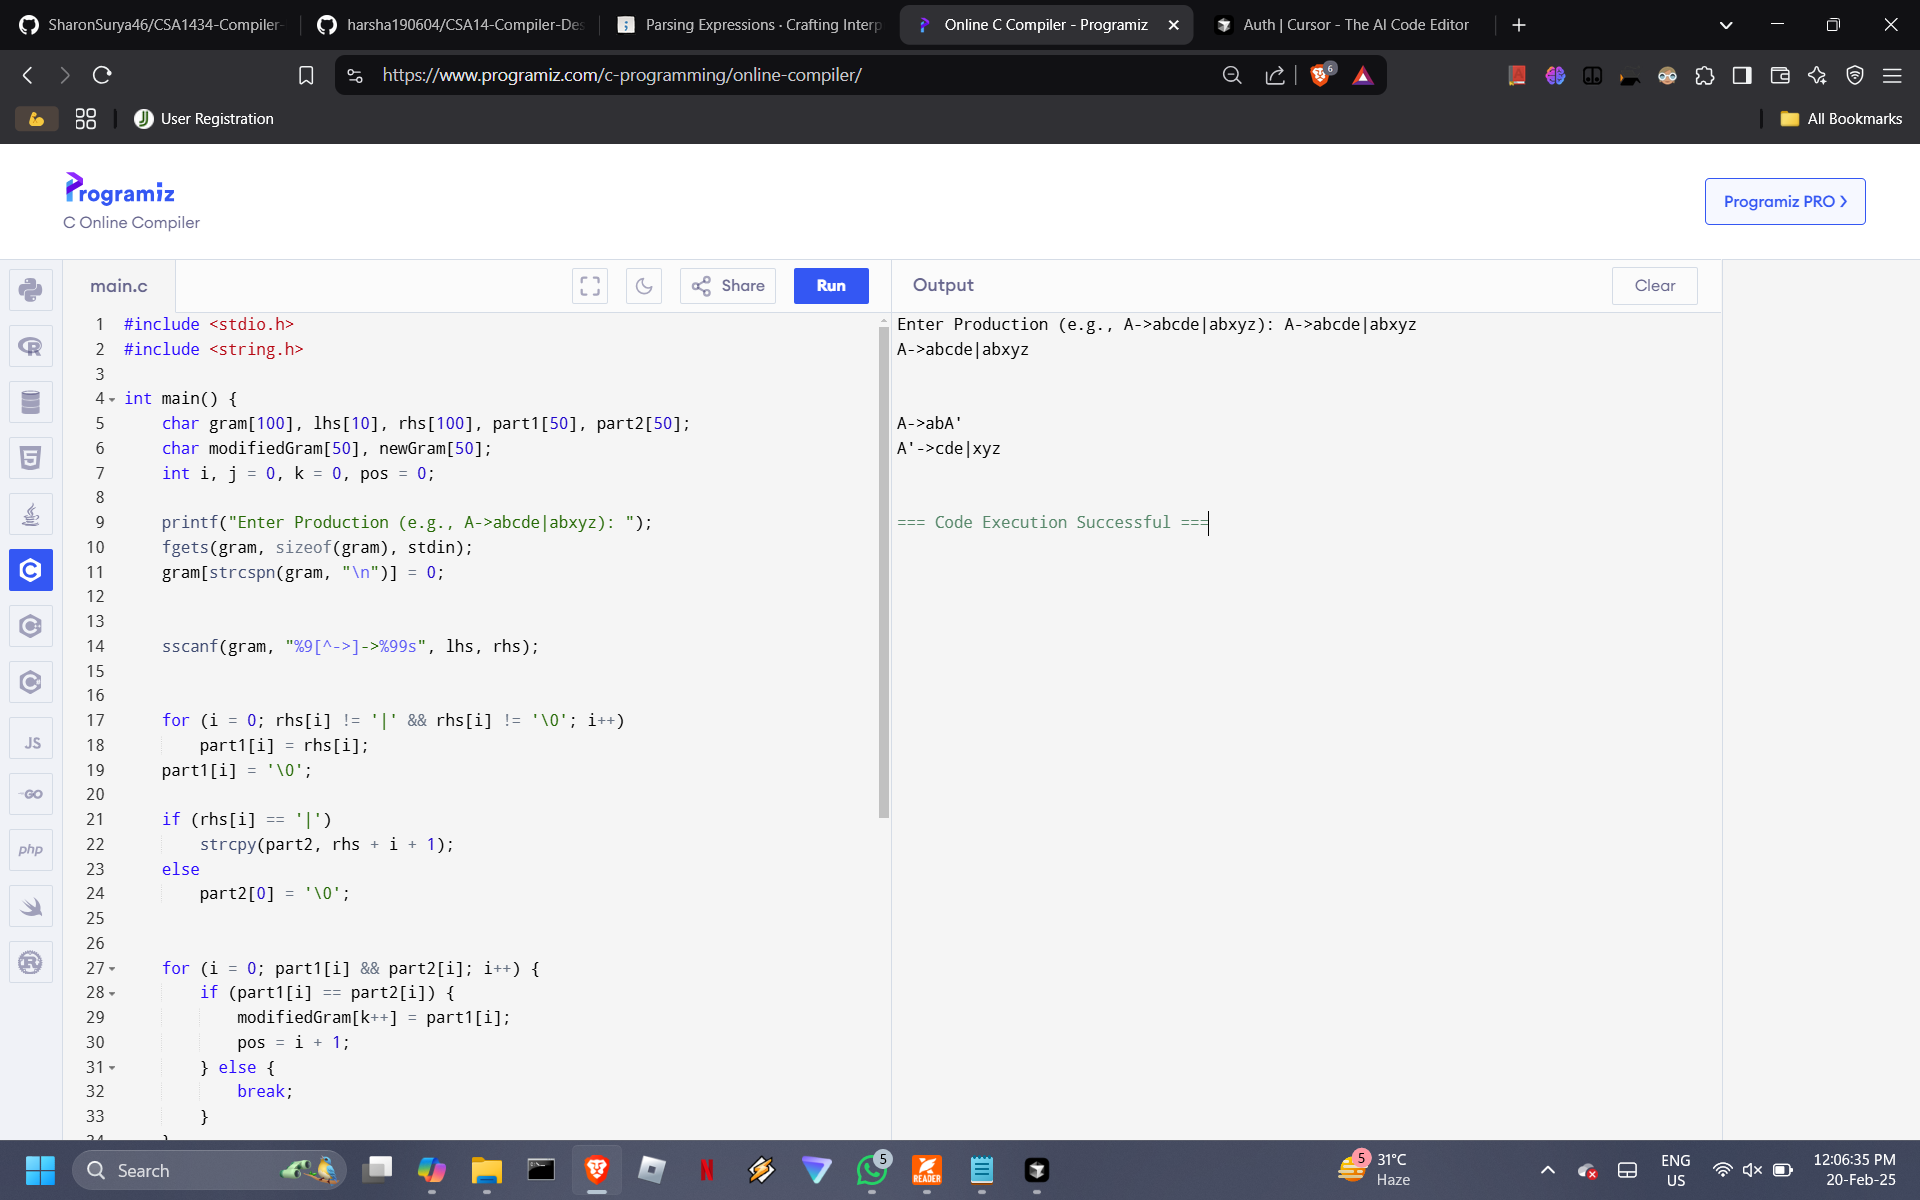 SharonSurya46/CSA1434-Compiler-
harsha190604/CSA14-Compiler-Des
Parsing Expressions · Crafting Interp
Online C Compiler - Programiz
Auth | Cursor - The AI Code Editor
https://www.programiz.com/c-programming/online-compiler/
6
User Registration
All Bookmarks
Programiz
C Online Compiler
Programiz PRO
main.c
Share
Run
Output
Clear
1 #include <stdio.h>
2 #include <string.h>
3
4 int main() {
5 char gram[100], lhs[10], rhs[100], part1[50], part2[50];
6 char modifiedGram[50], newGram[50];
7 int i, j = 0, k = 0, pos = 0;
8
9 printf("Enter Production (e.g., A->abcde|abxyz): ");
10 fgets(gram, sizeof(gram), stdin);
11 gram[strcspn(gram, "\n")] = 0;
12
13
14 sscanf(gram, "%9[^->]->%99s", lhs, rhs);
15
16
17 for (i = 0; rhs[i] != '|' && rhs[i] != '\0'; i++)
18 part1[i] = rhs[i];
19 part1[i] = '\0';
20
21 if (rhs[i] == '|')
22 strcpy(part2, rhs + i + 1);
23 else
24 part2[0] = '\0';
25
26
27 for (i = 0; part1[i] && part2[i]; i++) {
28 if (part1[i] == part2[i]) {
29 modifiedGram[k++] = part1[i];
30 pos = i + 1;
31 } else {
32 break;
33 }
34 }
Enter Production (e.g., A->abcde|abxyz): A->abcde|abxyz
A->abcde|abxyz
A->abA'
A'->cde|xyz
=== Code Execution Successful ===
JS
GO
php
Search
5
READER
5
31°C
Haze
ENG
US
12:06:35 PM
20-Feb-25